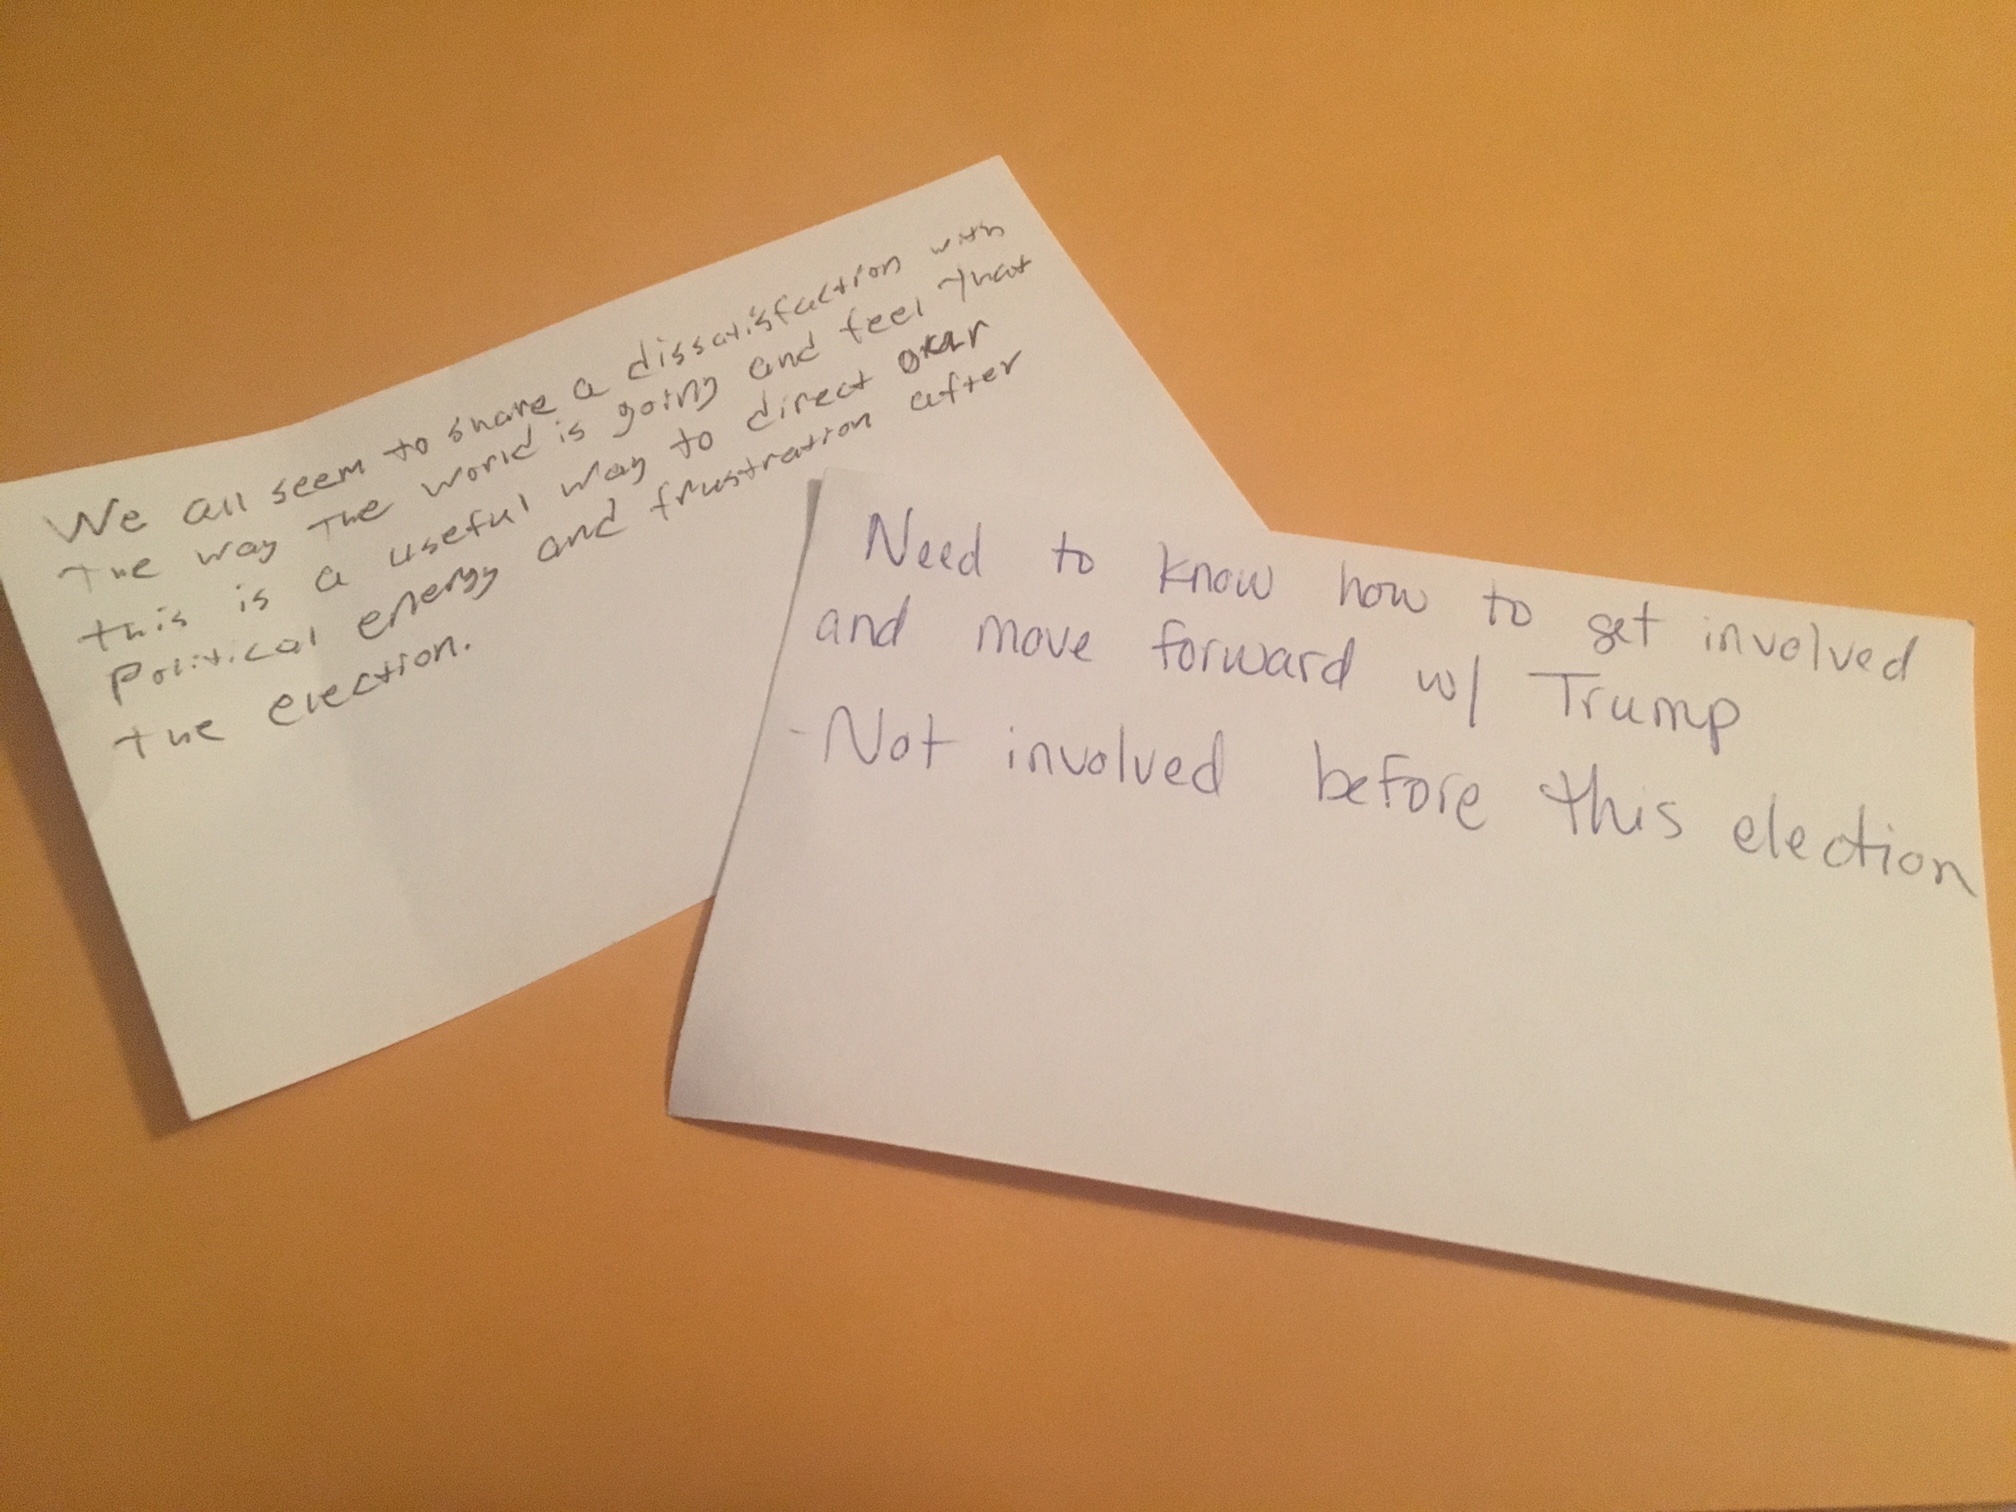 We all seem to share a dissatisfaction with
the way the world is going and feel that
this is a useful way to direct our
political energy and frustration after
the election.
Need to know how to get involved
and move forward w/ Trump
- Not involved before this election